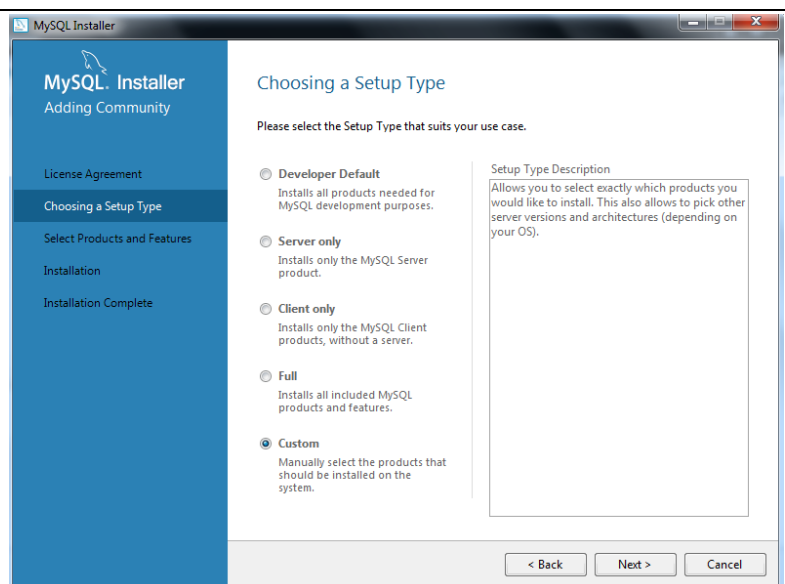 MySQL Installer
MySQL. Installer
Adding Community
License Agreement
Choosing a Setup Type
Select Products and Features
Installation
Installation Complete
Choosing a Setup Type
Please select the Setup Type that suits your use case.
Developer Default
Installs all products needed for
MySQL development purposes.
Server only
Installs only the MySQL Server
product.
Client only
Installs only the MySQL Client
products, without a server.
Full
Installs all included MySQL
products and features.
Custom
Manually select the products that
should be installed on the
system.
Setup Type Description
Allows you to select exactly which products you
would like to install. This also allows to pick other
server versions and architectures (depending on
your OS).
< Back
Next >
Cancel